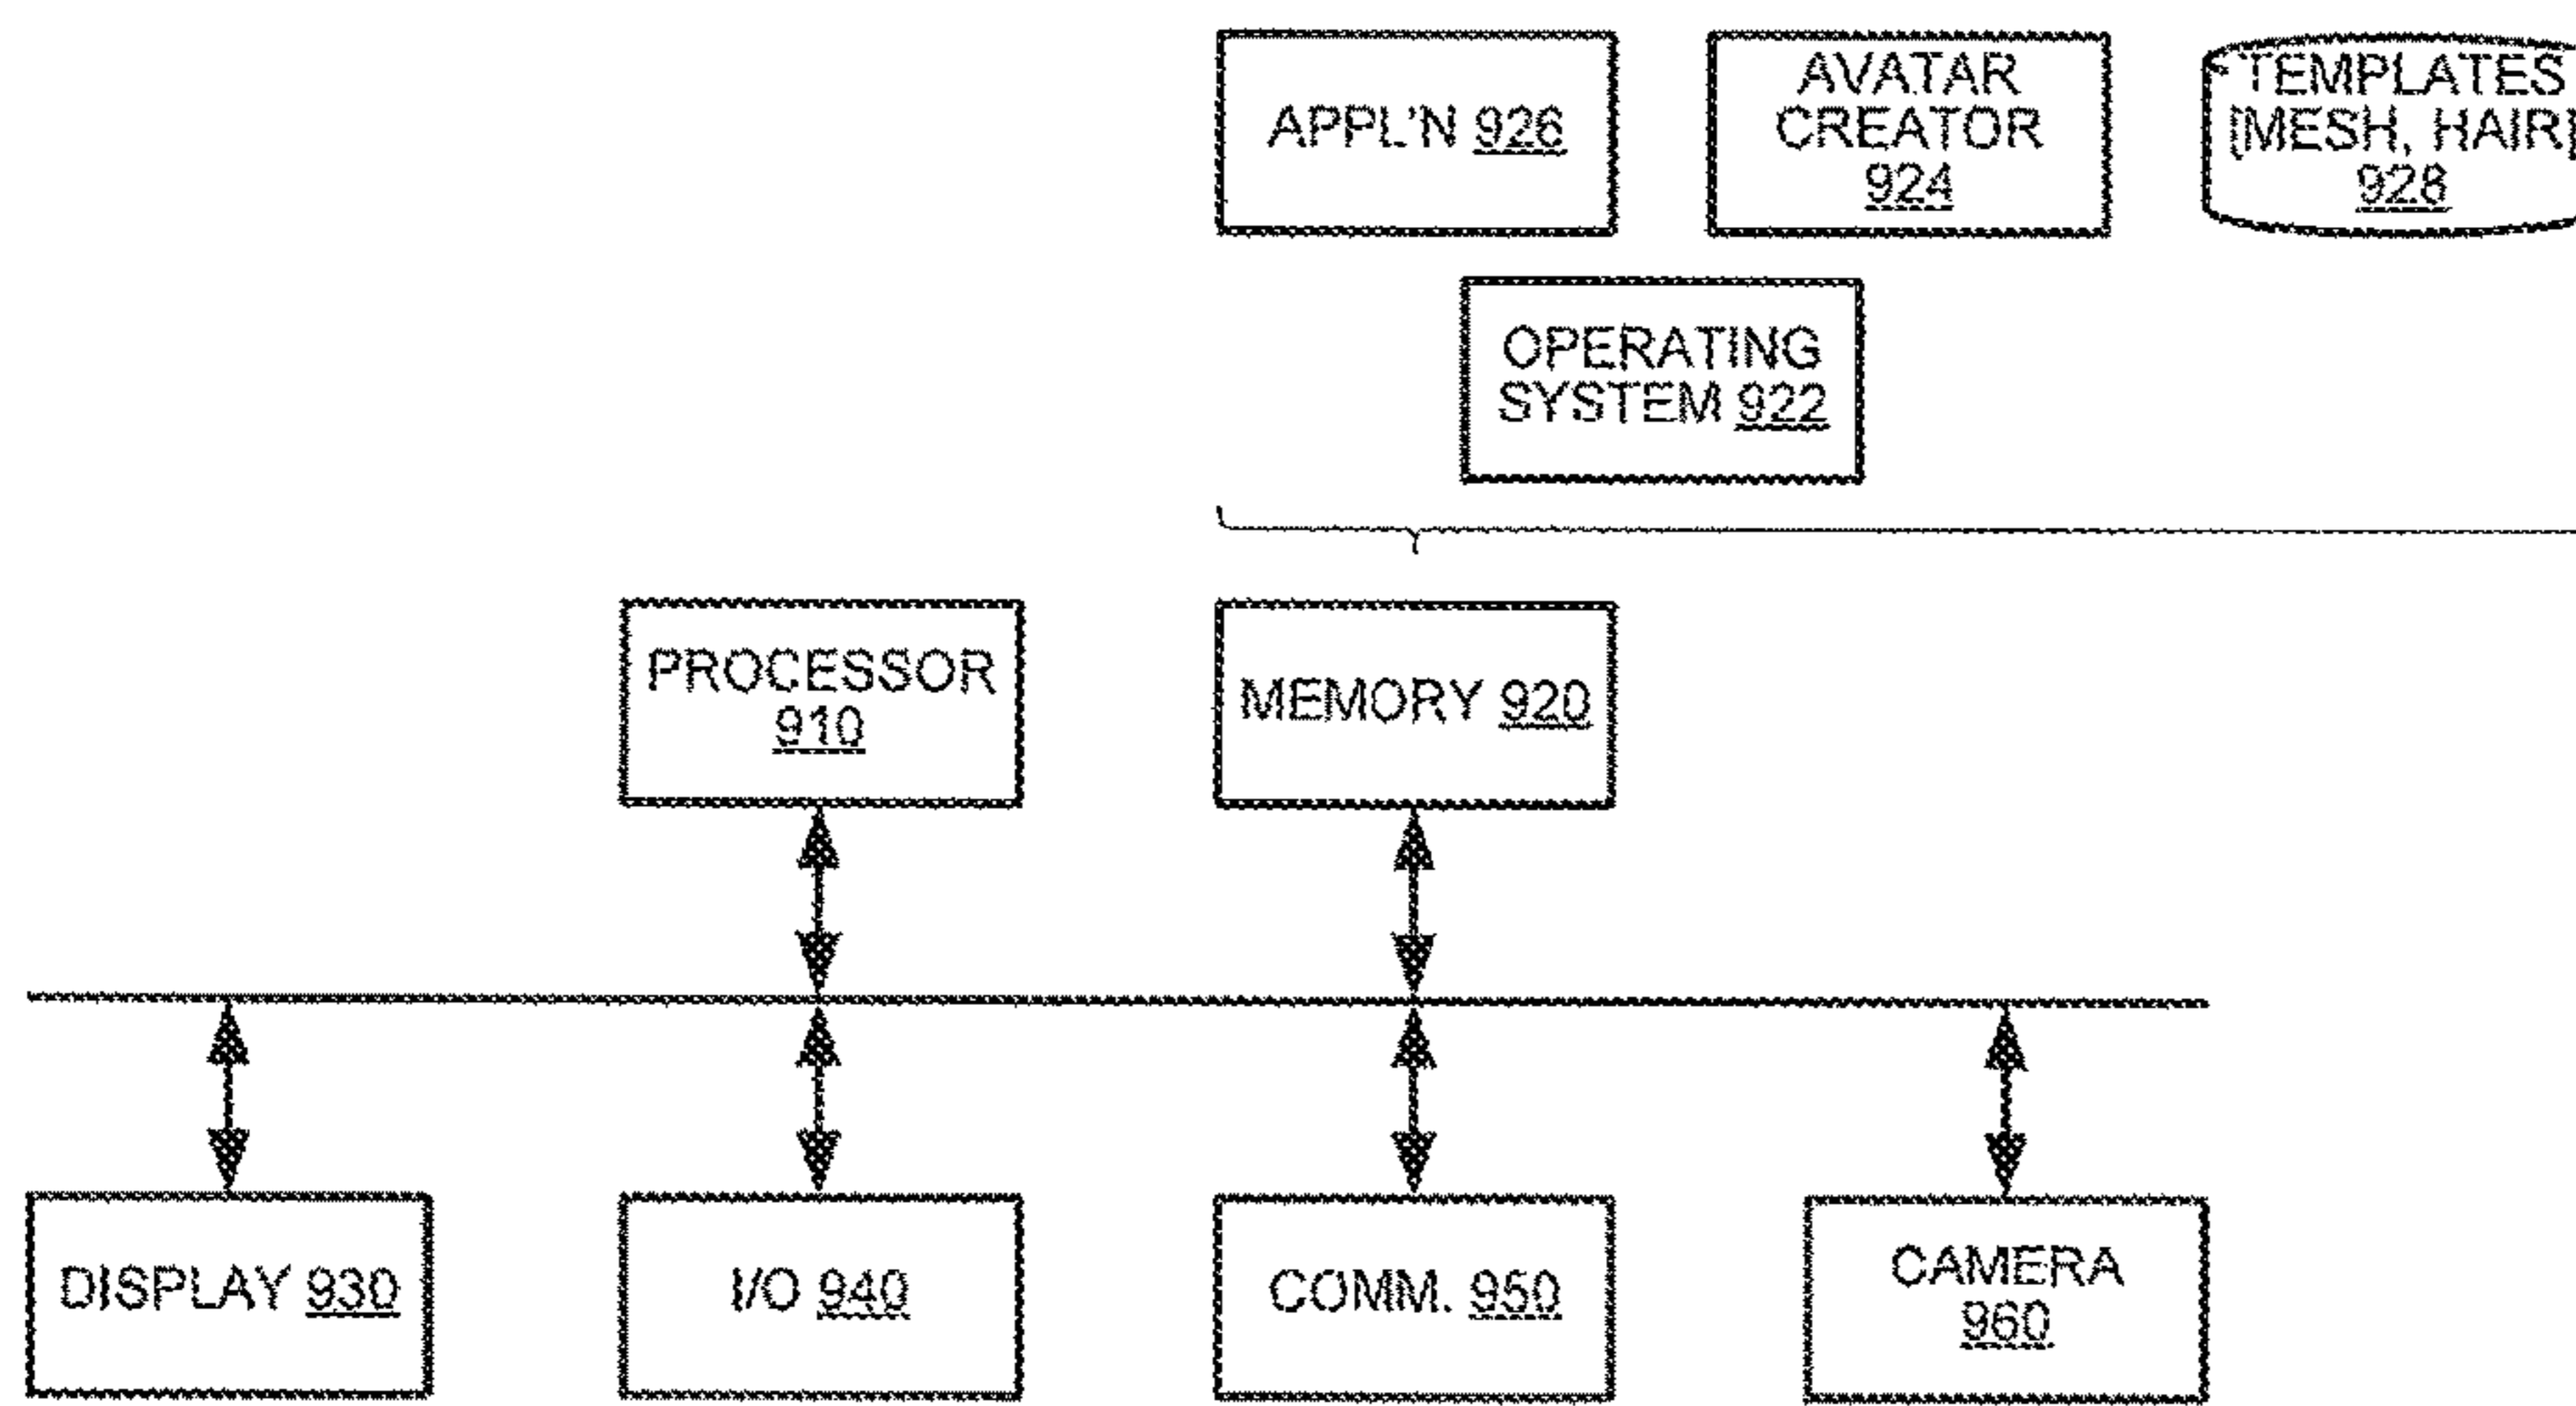 APPL'N 926
AVATAR
CREATOR
924
TEMPLATES
[MESH, HAIR]
928
OPERATING
SYSTEM 922
PROCESSOR
910
MEMORY 920
DISPLAY 930
I/O 940
COMM. 950
CAMERA
960